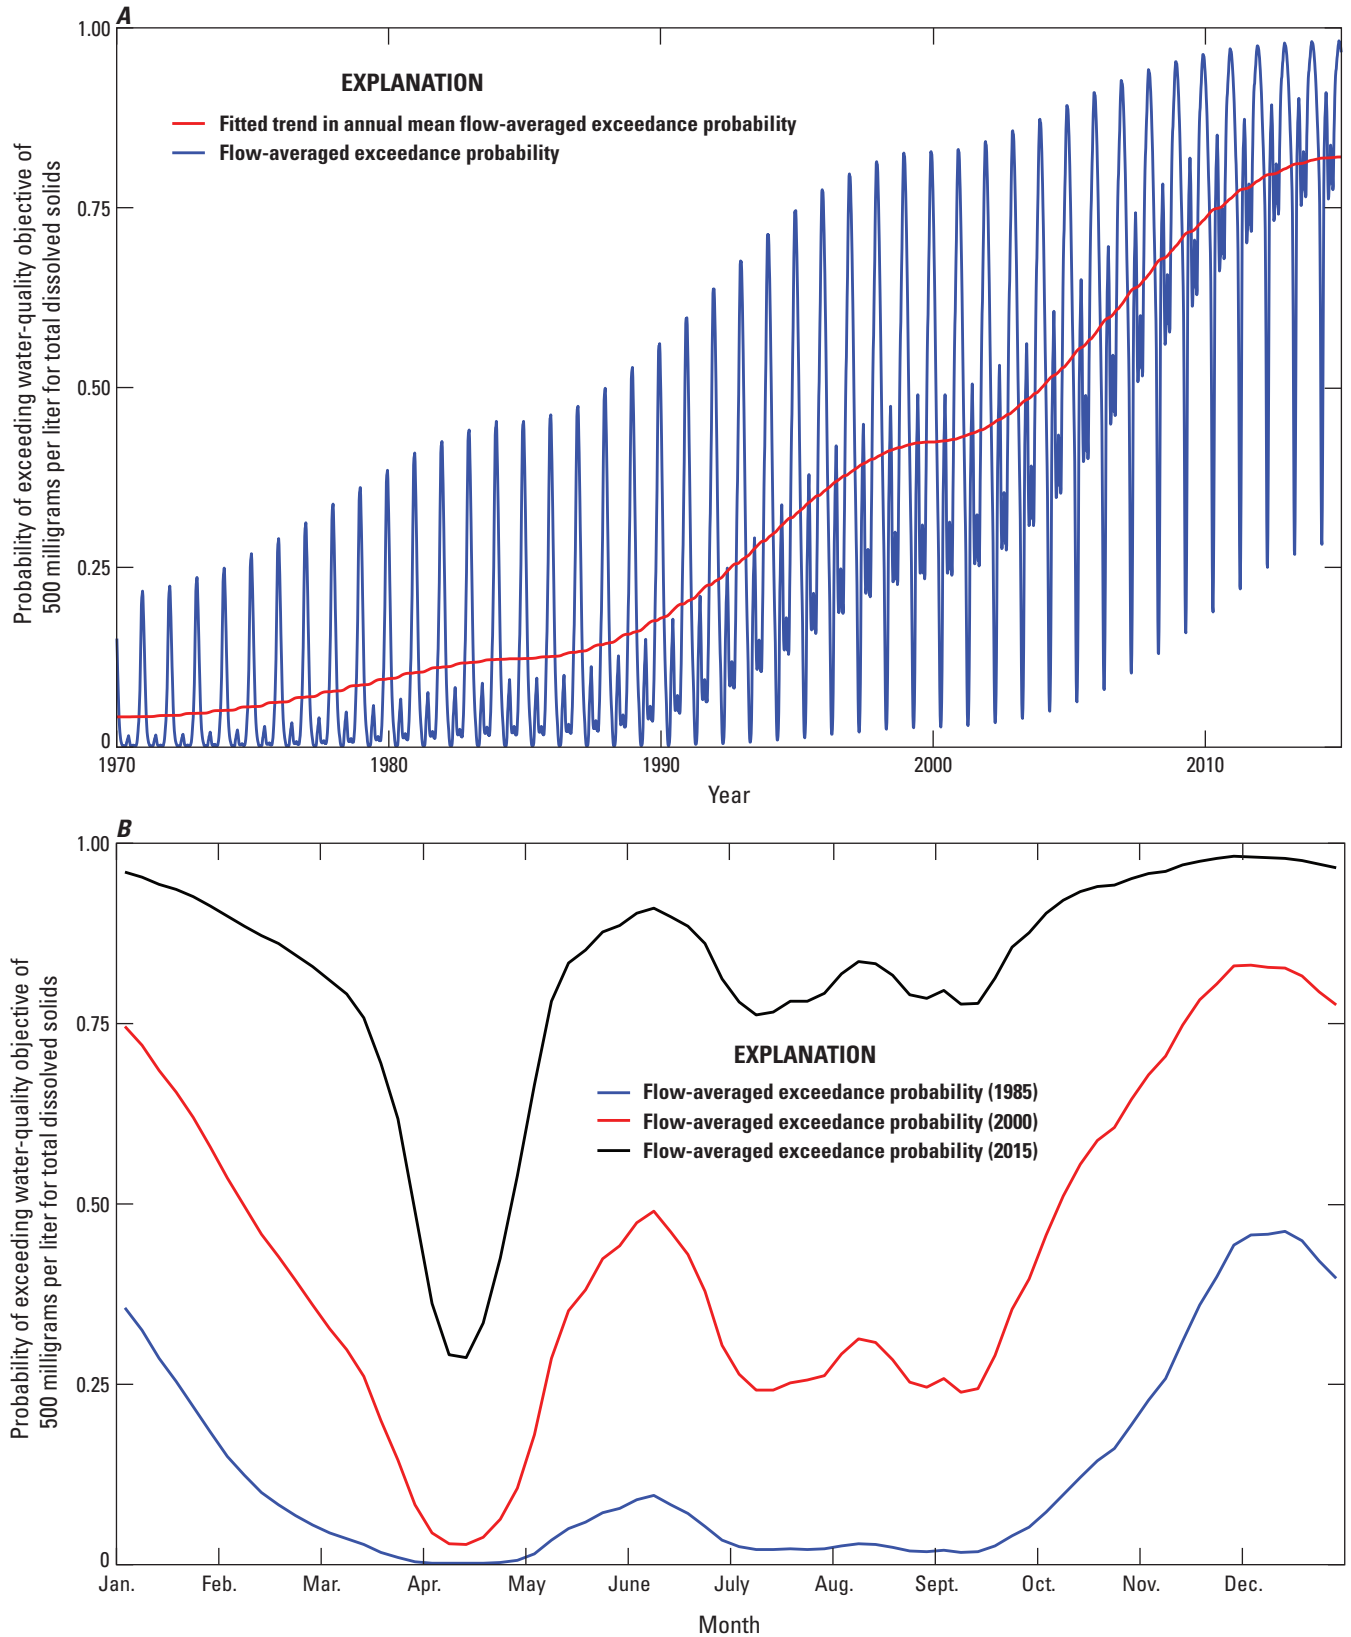 A
1.00
0.75
0.50
0.25
0
Probability of exceeding water-quality objective of
500 milligrams per liter for total dissolved solids
EXPLANATION
Fitted trend in annual mean flow-averaged exceedance probability
Flow-averaged exceedance probability
1970 1980 1990 2000 2010
Year
B
1.00
0.75
0.50
0.25
0
Probability of exceeding water-quality objective of
500 milligrams per liter for total dissolved solids
EXPLANATION
Flow-averaged exceedance probability (1985)
Flow-averaged exceedance probability (2000)
Flow-averaged exceedance probability (2015)
Jan. Feb. Mar. Apr. May June July Aug. Sept. Oct. Nov. Dec.
Month